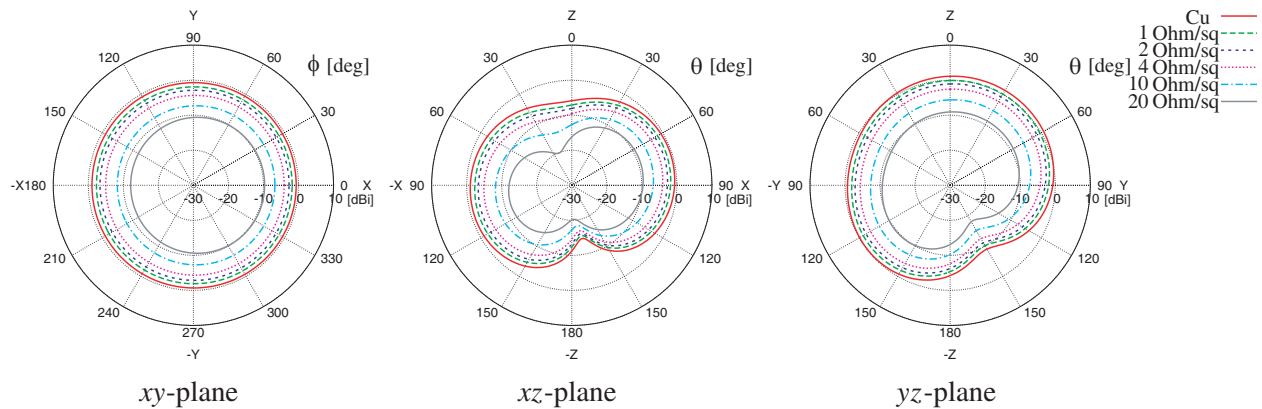 Y
90
120
60
ϕ [deg]
150
30
-X180
0 X
-30 -20 -10 0 10 [dBi]
210
330
240
300
270
-Y
xy-plane
Z
0
30
30
θ [deg]
60
60
-X 90
90 X
-30 -20 -10 0 10 [dBi]
120
120
150
150
180
-Z
xz-plane
Z
0
30
30
θ [deg]
60
60
-Y 90
90 Y
-30 -20 -10 0 10 [dBi]
120
120
150
150
180
-Z
yz-plane
Cu
1 Ohm/sq
2 Ohm/sq
4 Ohm/sq
10 Ohm/sq
20 Ohm/sq